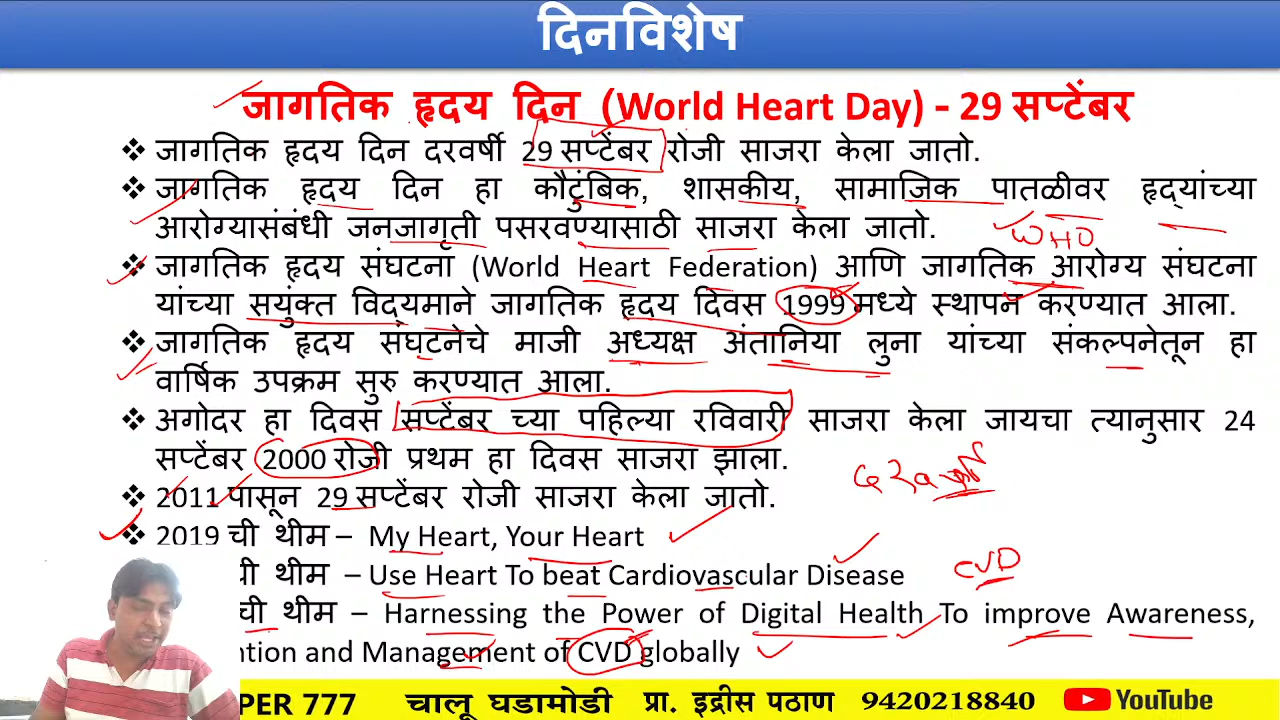 दिनविशेष
जागतिक हृदय दिन (World Heart Day) - 29 सप्टेंबर
❖ जागतिक हृदय दिन दरवर्षी 29 सप्टेंबर रोजी साजरा केला जातो.
❖ जागतिक हृदय दिन हा कौटुंबिक, शासकीय, सामाजिक पातळीवर हृद्यांच्या
आरोग्यासंबंधी जनजागृती पसरवण्यासाठी साजरा केला जातो.
WHO
❖ जागतिक हृदय संघटना (World Heart Federation) आणि जागतिक आरोग्य संघटना
यांच्या सयुंक्त विद्यमाने जागतिक हृदय दिवस 1999 मध्ये स्थापन करण्यात आला.
❖ जागतिक हृदय संघटनेचे माजी अध्यक्ष अंतानिया लुना यांच्या संकल्पनेतून हा
वार्षिक उपक्रम सुरु करण्यात आला.
❖ अगोदर हा दिवस सप्टेंबर च्या पहिल्या रविवारी साजरा केला जायचा त्यानुसार 24
सप्टेंबर 2000 रोजी प्रथम हा दिवस साजरा झाला.
❖ 2011 पासून 29 सप्टेंबर रोजी साजरा केला जातो.
❖ 2019 ची थीम – My Heart, Your Heart
थीम – Use Heart To beat Cardiovascular Disease
CVD
ची थीम – Harnessing the Power of Digital Health To improve Awareness,
ntion and Management of CVD globally
PER 777 चालू घडामोडी प्रा. इद्रीस पठाण 9420218840 YouTube